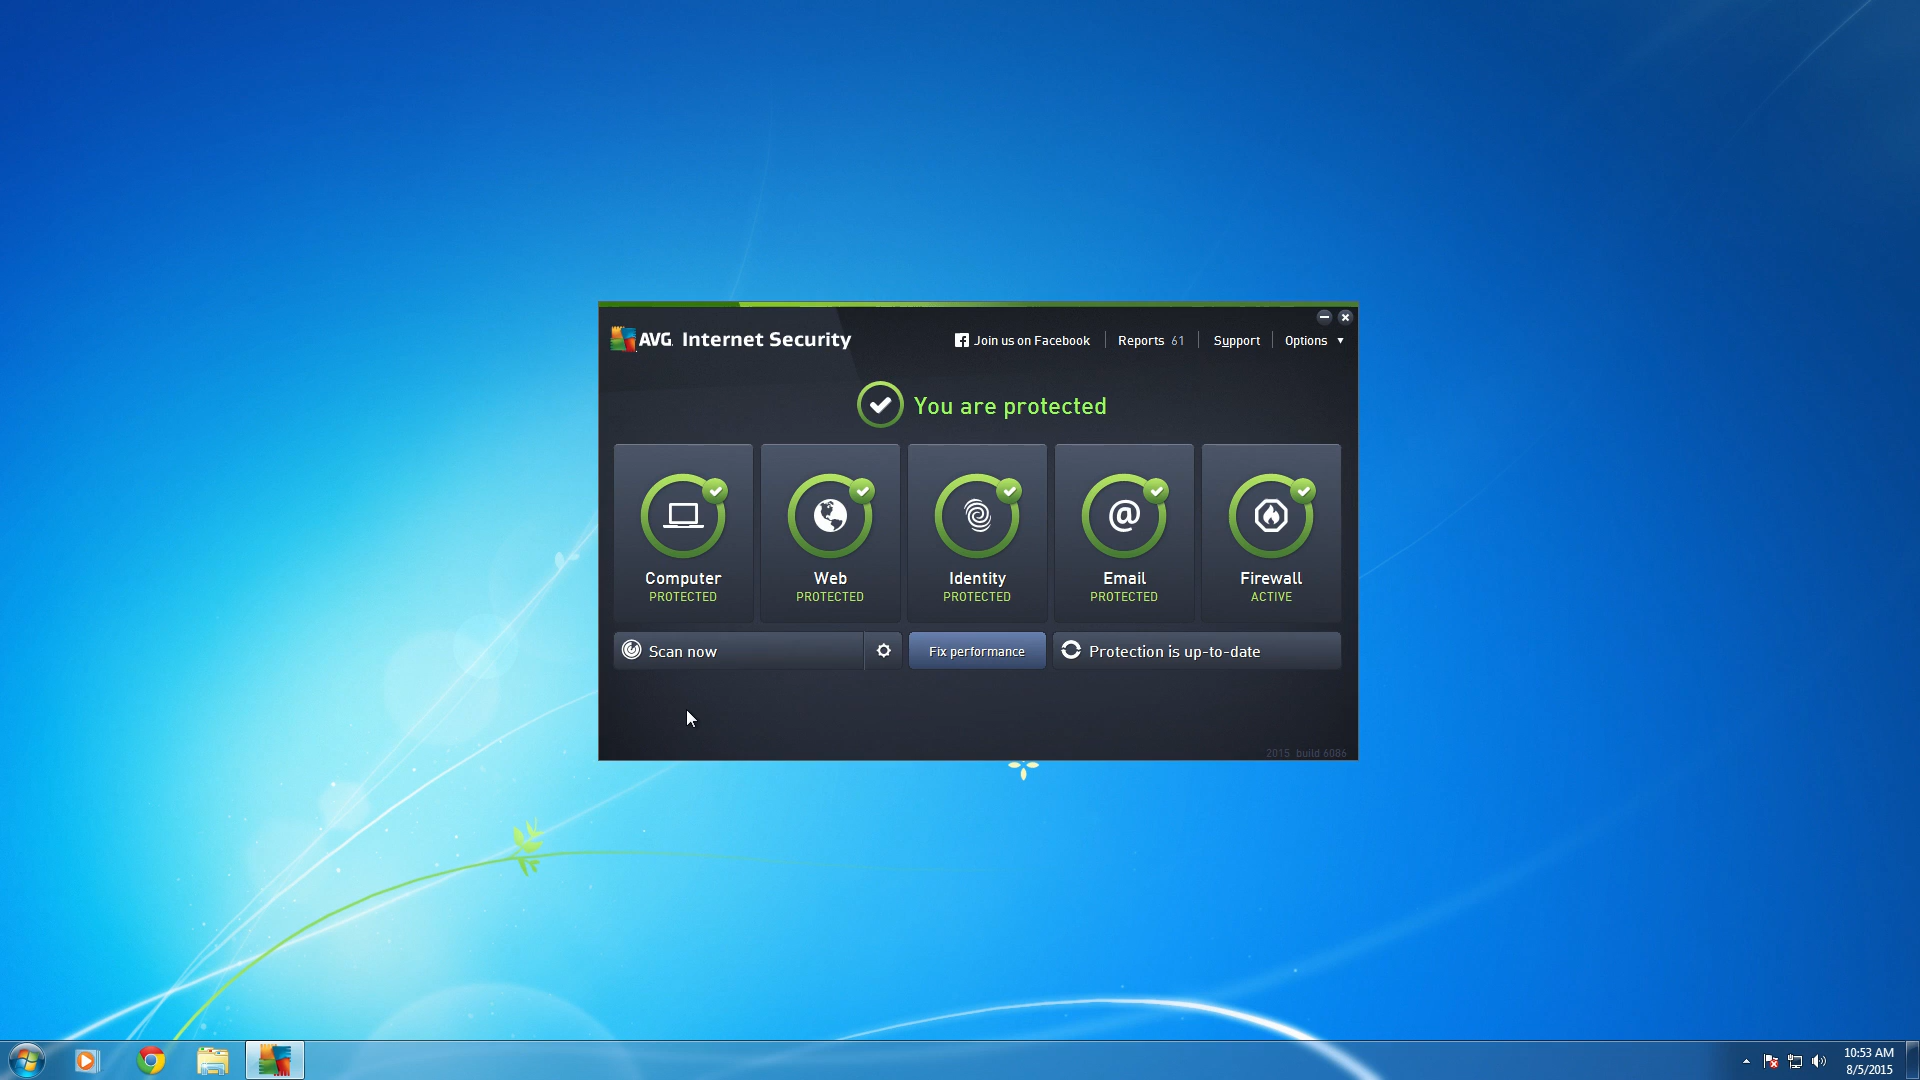 AVG. Internet Security
Join us on Facebook
Reports 61
Support
Options
You are protected
Computer
PROTECTED
Web
PROTECTED
Identity
PROTECTED
@
Email
PROTECTED
Firewall
ACTIVE
Scan now
Fix performance
Protection is up-to-date
2015 build 6086
10:53 AM
8/5/2015